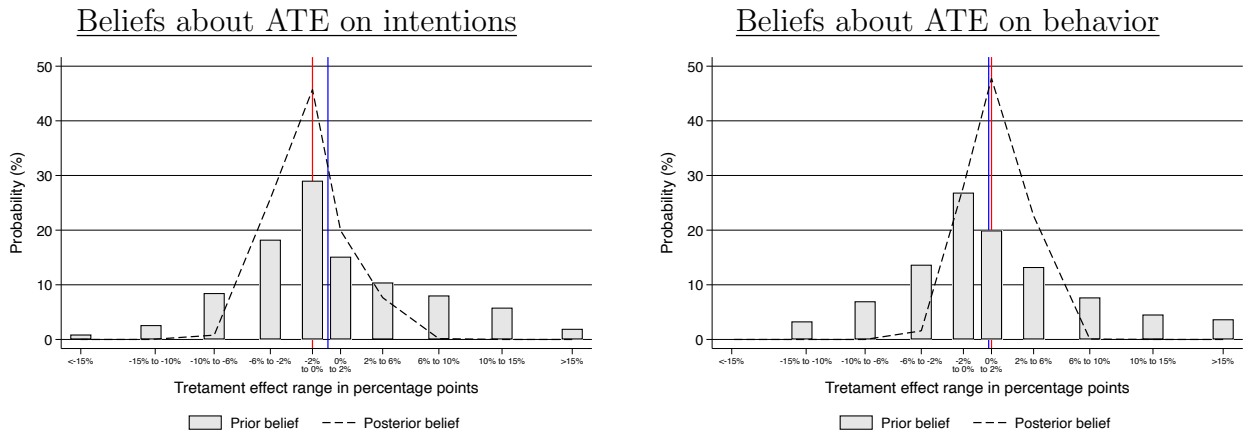 Beliefs about ATE on intentions
50
40
30
20
10
0
Probability (%)
<-15%
-15% to -10%
-10% to -6%
-6% to -2%
-2%
to 0%
0%
to 2%
2% to 6%
6% to 10%
10% to 15%
>15%
Tretament effect range in percentage points
Prior belief
Posterior belief
Beliefs about ATE on behavior
50
40
30
20
10
0
Probability (%)
<-15%
-15% to -10%
-10% to -6%
-6% to -2%
-2%
to 0%
0%
to 2%
2% to 6%
6% to 10%
10% to 15%
>15%
Tretament effect range in percentage points
Prior belief
Posterior belief